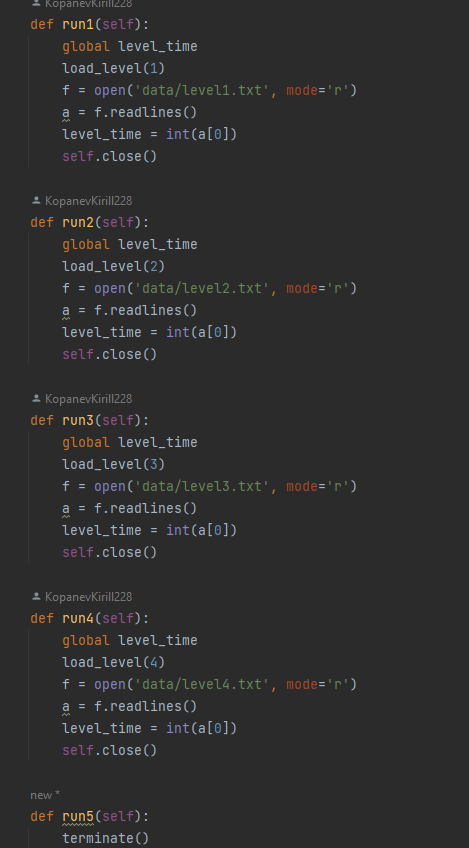 KopanevKirill228
def run1(self):
    global level_time
    load_level(1)
    f = open('data/level1.txt', mode='r')
    a = f.readlines()
    level_time = int(a[0])
    self.close()
KopanevKirill228
def run2(self):
    global level_time
    load_level(2)
    f = open('data/level2.txt', mode='r')
    a = f.readlines()
    level_time = int(a[0])
    self.close()
KopanevKirill228
def run3(self):
    global level_time
    load_level(3)
    f = open('data/level3.txt', mode='r')
    a = f.readlines()
    level_time = int(a[0])
    self.close()
KopanevKirill228
def run4(self):
    global level_time
    load_level(4)
    f = open('data/level4.txt', mode='r')
    a = f.readlines()
    level_time = int(a[0])
    self.close()
new *
def run5(self):
    terminate()